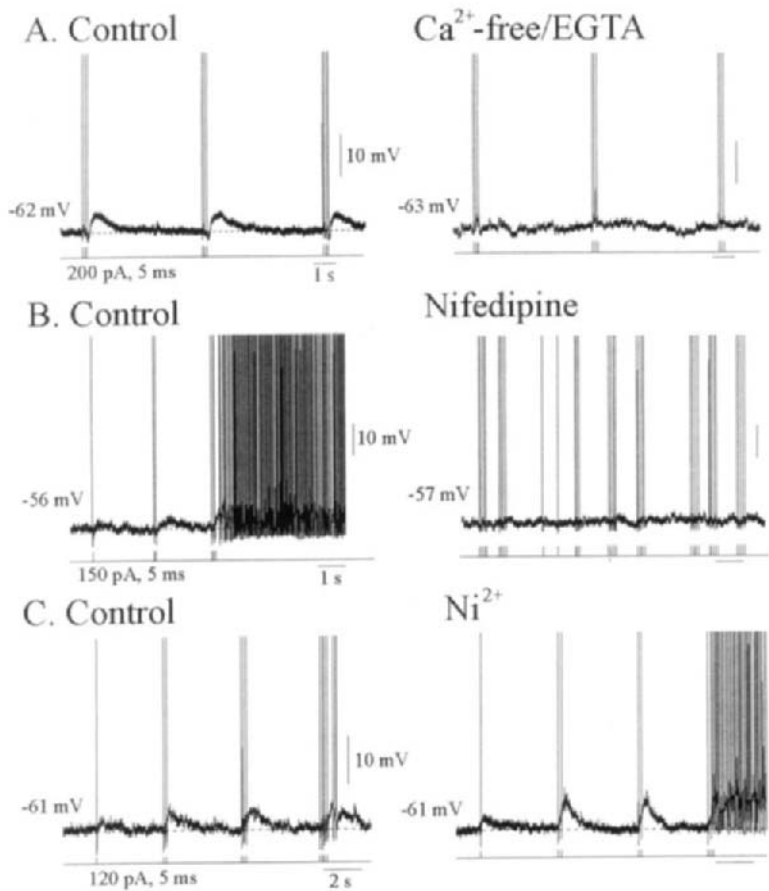 A. Control
Ca²⁺-free/EGTA
10 mV
-62 mV
-63 mV
200 pA, 5 ms
1 s
B. Control
Nifedipine
10 mV
-56 mV
-57 mV
150 pA, 5 ms
1 s
C. Control
Ni²⁺
10 mV
-61 mV
-61 mV
120 pA, 5 ms
2 s